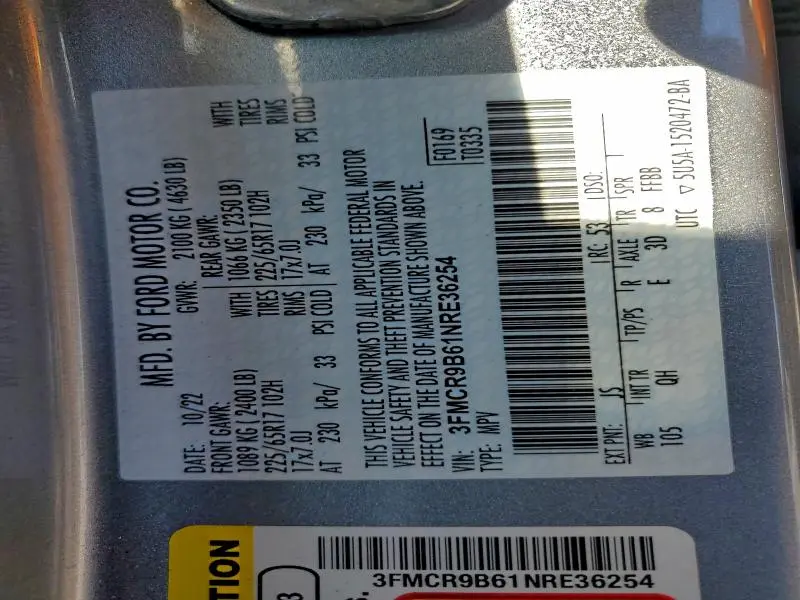 MFD. BY FORD MOTOR CO.
DATE: 10/22 GVWR: 2100 KG ( 4630 LB)
FRONT GAWR: REAR GAWR: WITH
1089 KG ( 2400 LB) WITH 1066 KG ( 2350 LB) TIRES
225/65R17 102H TIRES 225/65R17 102H RIMS
17x7.0J RIMS 17x7.0J
AT 230 kPa/ 33 PSI COLD AT 230 kPa/ 33 PSI COLD
THIS VEHICLE CONFORMS TO ALL APPLICABLE FEDERAL MOTOR
VEHICLE SAFETY AND THEFT PREVENTION STANDARDS IN
EFFECT ON THE DATE OF MANUFACTURE SHOWN ABOVE.
VIN: 3FMCR9B61NRE36254
TYPE: MPV
F0169
T0335
EXT PNT: JS RC: 53 DSO:
WB INT TR TP/PS R AXLE TR SPR
105 QH E 3D 8 FFBB
UTC ▽ 5U5A-1520472-BA
TION
3
3FMCR9B61NRE36254